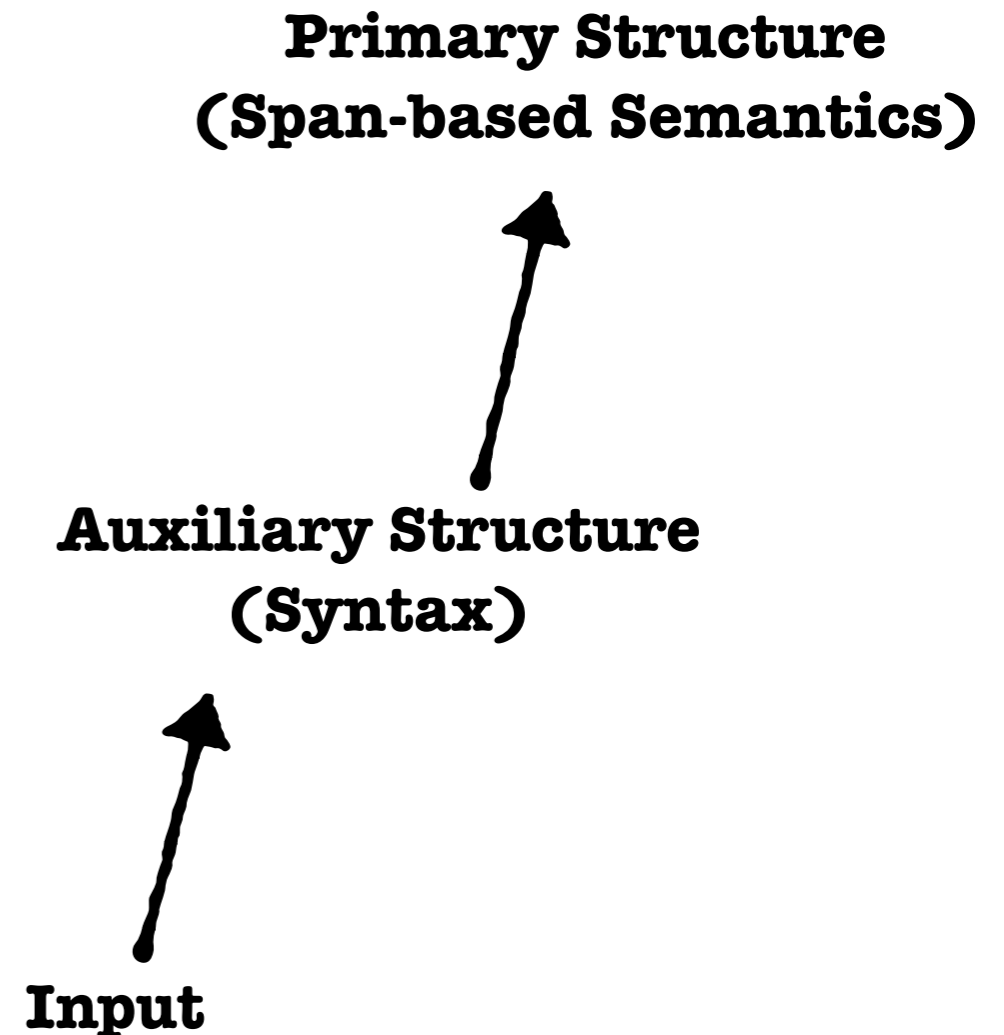 Primary Structure
(Span-based Semantics)
Auxiliary Structure
(Syntax)
Input